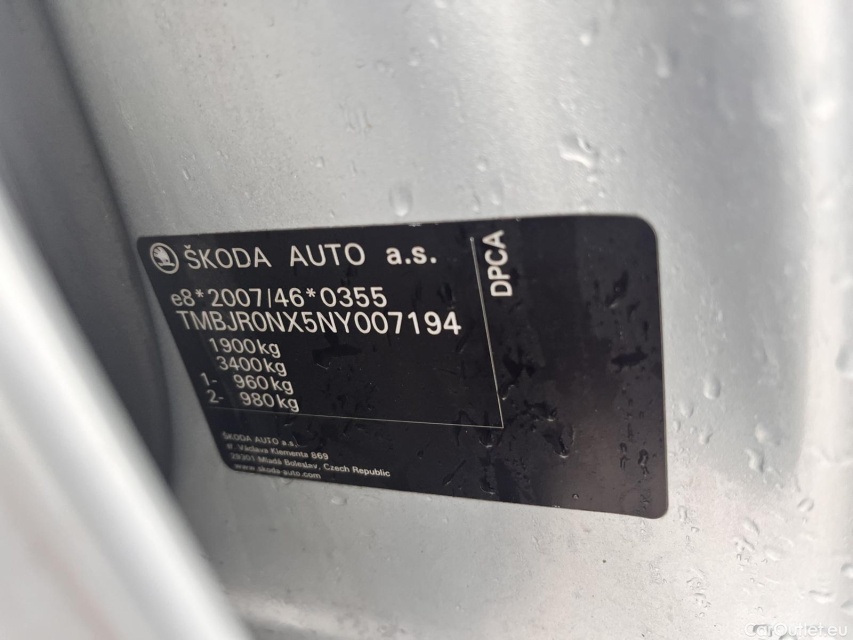 ŠKODA AUTO a.s.
DPCA
e8*2007/46*0355
TMBJR0NX5NY007194
1900kg
3400kg
1- 960kg
2- 980kg
ŠKODA AUTO a.s.
tř. Václava Klementa 869
29301 Mladá Boleslav, Czech Republic
www.skoda-auto.com
CarOutlet.eu